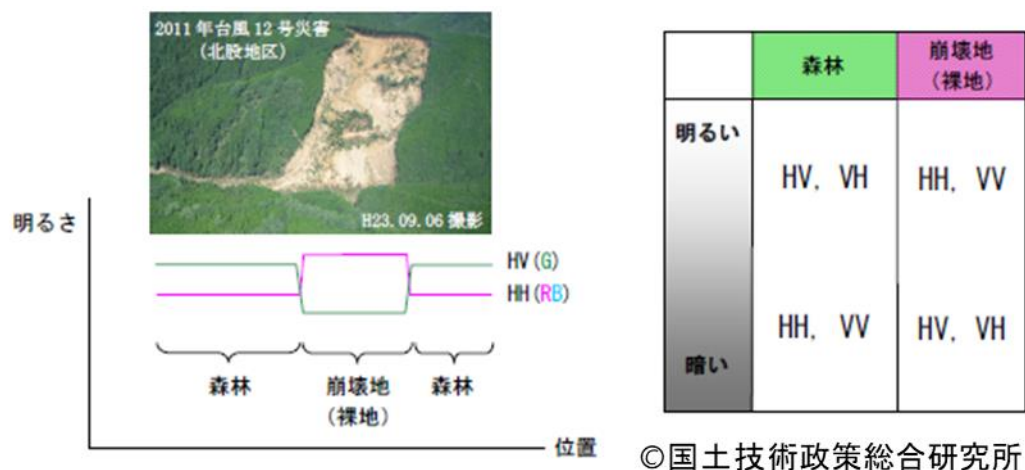 2011年台風12号災害
(北股地区)
H23.09.06 撮影
明るさ
HV(G)
HH(RB)
森林
崩壊地
(裸地)
森林
位置
森林
崩壊地
(裸地)
明るい
HV, VH
HH, VV
暗い
HH, VV
HV, VH
©国土技術政策総合研究所